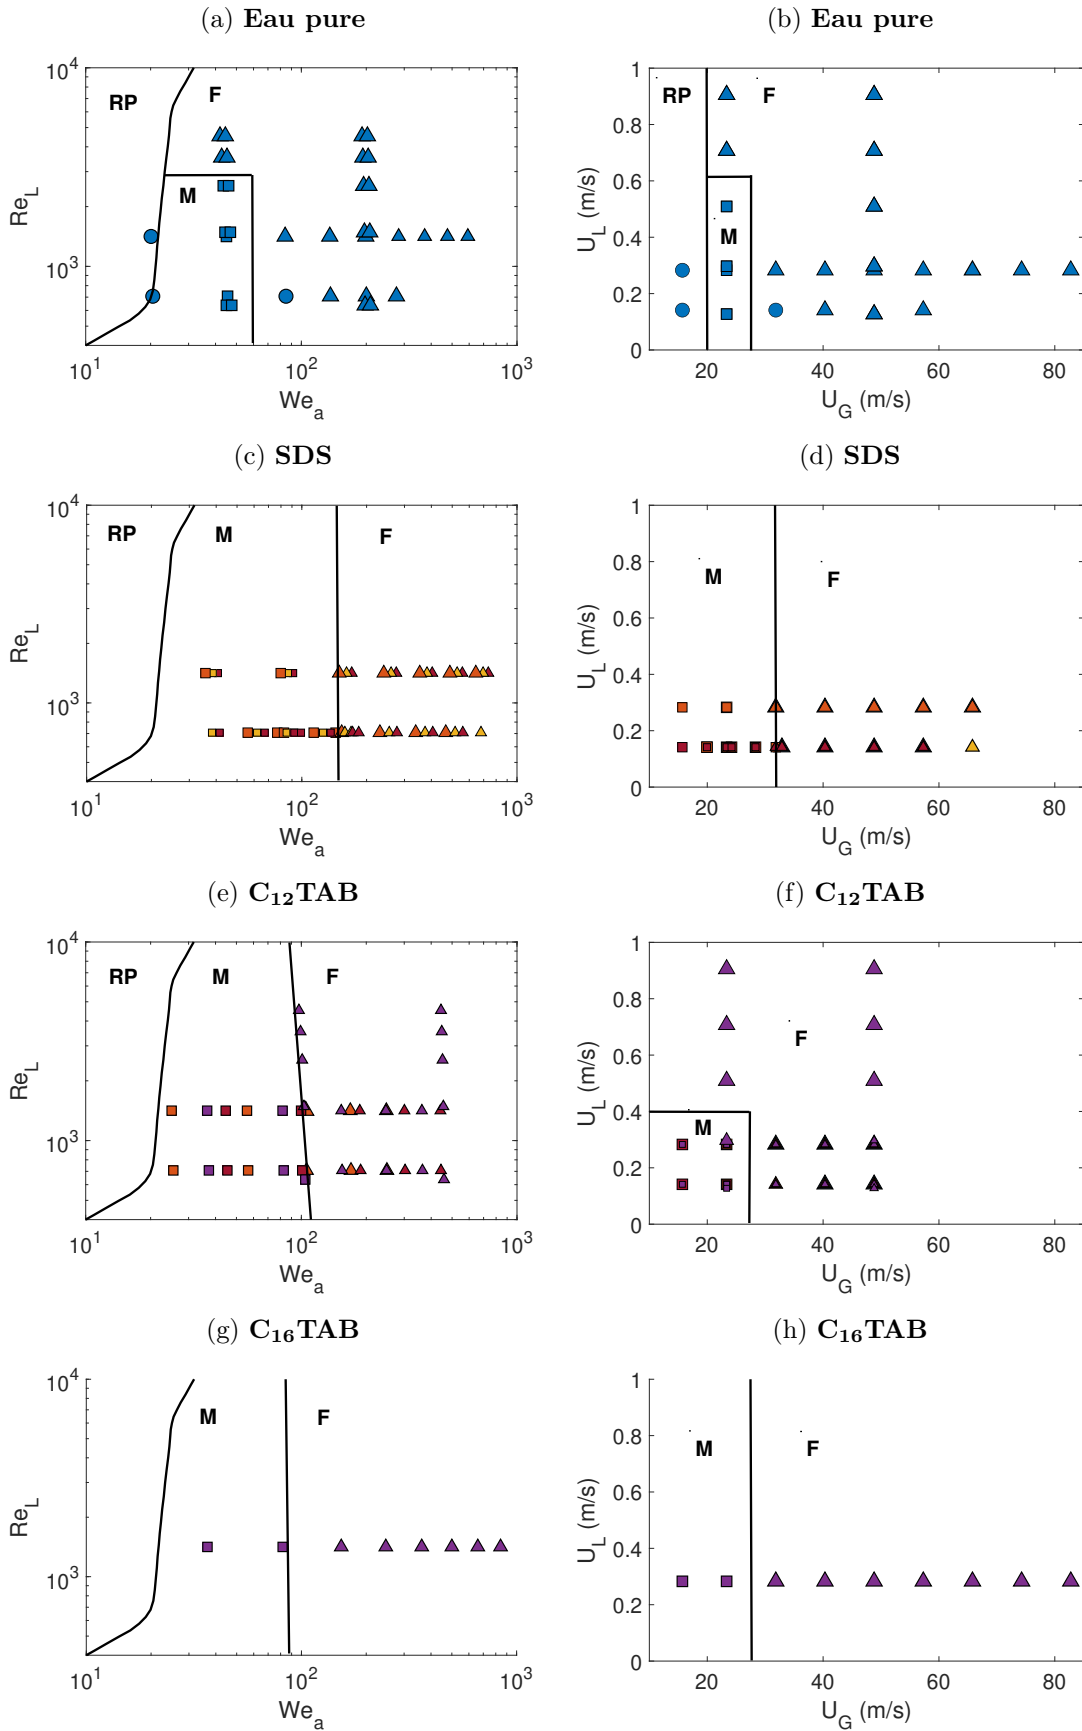 (a) Eau pure
(b) Eau pure
10^4
RP
F
M
Re_L
10^3
10^1
10^2
10^3
We_a
1
RP
F
0.8
0.6
M
U_L (m/s)
0.4
0.2
0
20
40
60
80
U_G (m/s)
(c) SDS
(d) SDS
10^4
RP
M
F
Re_L
10^3
10^1
10^2
10^3
We_a
1
0.8
M
F
0.6
U_L (m/s)
0.4
0.2
0
20
40
60
80
U_G (m/s)
(e) C₁₂TAB
(f) C₁₂TAB
10^4
RP
M
F
Re_L
10^3
10^1
10^2
10^3
We_a
1
0.8
F
0.6
U_L (m/s)
0.4
M
0.2
0
20
40
60
80
U_G (m/s)
(g) C₁₆TAB
(h) C₁₆TAB
10^4
M
F
Re_L
10^3
10^1
10^2
10^3
We_a
1
0.8
M
F
0.6
U_L (m/s)
0.4
0.2
0
20
40
60
80
U_G (m/s)